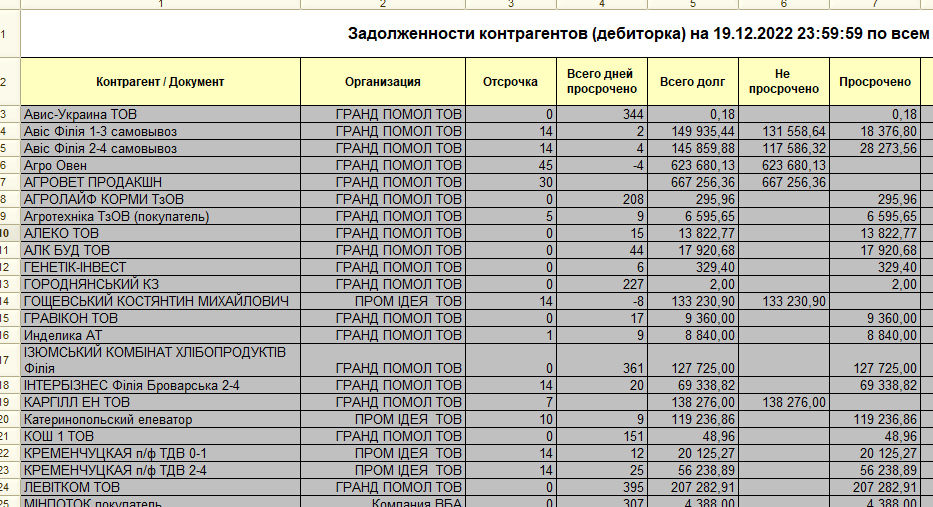 1 2 3 4 5 6 7
1 Задолженности контрагентов (дебиторка) на 19.12.2022 23:59:59 по всем
2 Контрагент / Документ Организация Отсрочка Всего дней просрочено Всего долг Не просрочено Просрочено
3 Авис-Украина ТОВ ГРАНД ПОМОЛ ТОВ 0 344 0,18 0,18
4 Авіс Філія 1-3 самовывоз ГРАНД ПОМОЛ ТОВ 14 2 149 935,44 131 558,64 18 376,80
5 Авіс Філія 2-4 самовывоз ГРАНД ПОМОЛ ТОВ 14 4 145 859,88 117 586,32 28 273,56
6 Агро Овен ГРАНД ПОМОЛ ТОВ 45 -4 623 680,13 623 680,13
7 АГРОВЕТ ПРОДАКШН ГРАНД ПОМОЛ ТОВ 30 667 256,36 667 256,36
8 АГРОЛАЙФ КОРМИ ТзОВ ГРАНД ПОМОЛ ТОВ 0 208 295,96 295,96
9 Агротехніка ТзОВ (покупатель) ГРАНД ПОМОЛ ТОВ 5 9 6 595,65 6 595,65
10 АЛЕКО ТОВ ГРАНД ПОМОЛ ТОВ 0 15 13 822,77 13 822,77
11 АЛК БУД ТОВ ГРАНД ПОМОЛ ТОВ 0 44 17 920,68 17 920,68
12 ГЕНЕТІК-ІНВЕСТ ГРАНД ПОМОЛ ТОВ 0 6 329,40 329,40
13 ГОРОДНЯНСЬКИЙ КЗ ГРАНД ПОМОЛ ТОВ 0 227 2,00 2,00
14 ГОЩЕВСЬКИЙ КОСТЯНТИН МИХАЙЛОВИЧ ПРОМ ІДЕЯ ТОВ 14 -8 133 230,90 133 230,90
15 ГРАВІКОН ТОВ ГРАНД ПОМОЛ ТОВ 0 17 9 360,00 9 360,00
16 Инделика АТ ГРАНД ПОМОЛ ТОВ 1 9 8 840,00 8 840,00
17 ІЗЮМСЬКИЙ КОМБІНАТ ХЛІБОПРОДУКТІВ
Філія ГРАНД ПОМОЛ ТОВ 0 361 127 725,00 127 725,00
18 ІНТЕРБІЗНЕС Філія Броварська 2-4 ГРАНД ПОМОЛ ТОВ 14 20 69 338,82 69 338,82
19 КАРГІЛЛ ЕН ТОВ ГРАНД ПОМОЛ ТОВ 7 138 276,00 138 276,00
20 Катеринопольский елеватор ПРОМ ІДЕЯ ТОВ 10 9 119 236,86 119 236,86
21 КОШ 1 ТОВ ГРАНД ПОМОЛ ТОВ 0 151 48,96 48,96
22 КРЕМЕНЧУЦКАЯ п/ф ТДВ 0-1 ПРОМ ІДЕЯ ТОВ 14 12 20 125,27 20 125,27
23 КРЕМЕНЧУЦКАЯ п/ф ТДВ 2-4 ПРОМ ІДЕЯ ТОВ 14 25 56 238,89 56 238,89
24 ЛЕВІТКОМ ТОВ ГРАНД ПОМОЛ ТОВ 0 395 207 282,91 207 282,91
25 МІНПОТОК покупатель Компания ВБА 0 307 4 388,00 4 388,00